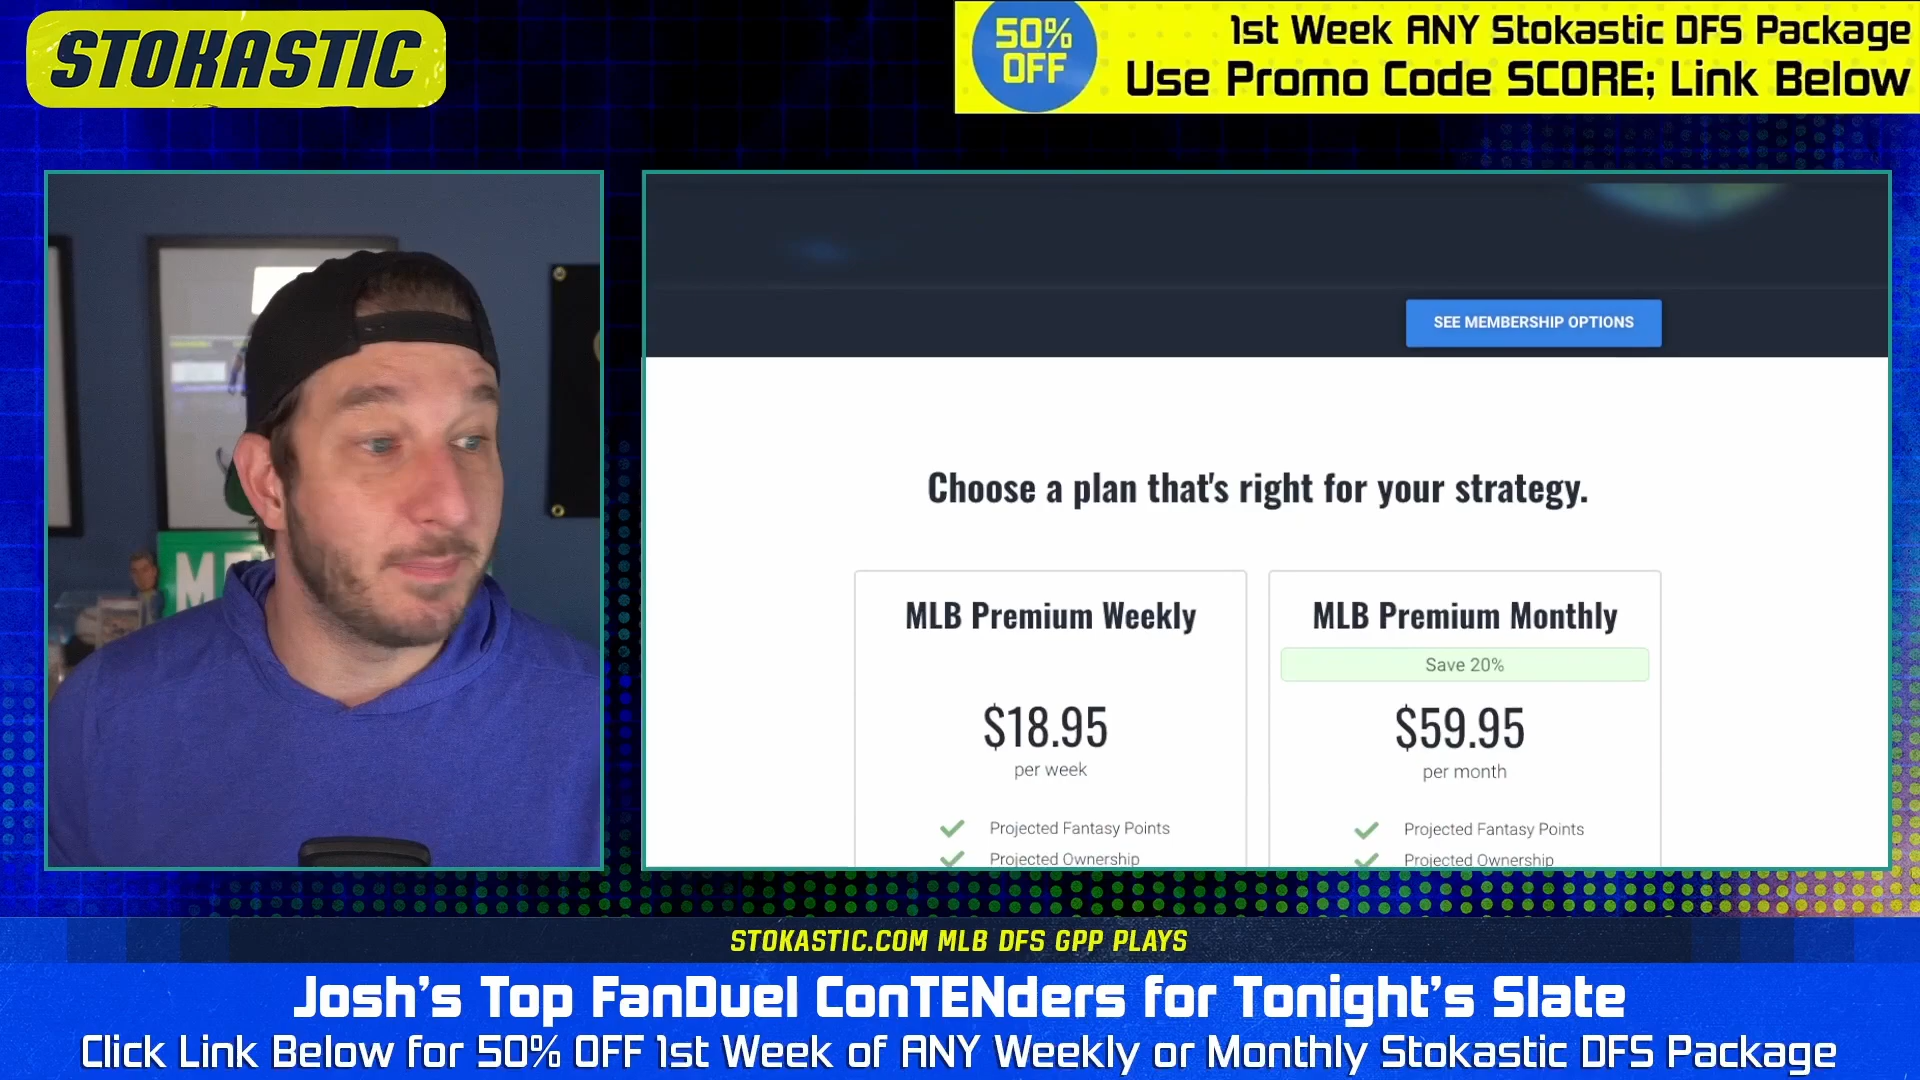 STOKASTIC
50%
OFF
1st Week ANY Stokastic DFS Package
Use Promo Code SCORE; Link Below
SEE MEMBERSHIP OPTIONS
Choose a plan that's right for your strategy.
MLB Premium Weekly
$18.95
per week
Projected Fantasy Points
Projected Ownership
MLB Premium Monthly
Save 20%
$59.95
per month
Projected Fantasy Points
Projected Ownership
STOKASTIC.COM MLB DFS GPP PLAYS
Josh's Top FanDuel ConTENders for Tonight's Slate
Click Link Below for 50% OFF 1st Week of ANY Weekly or Monthly Stokastic DFS Package